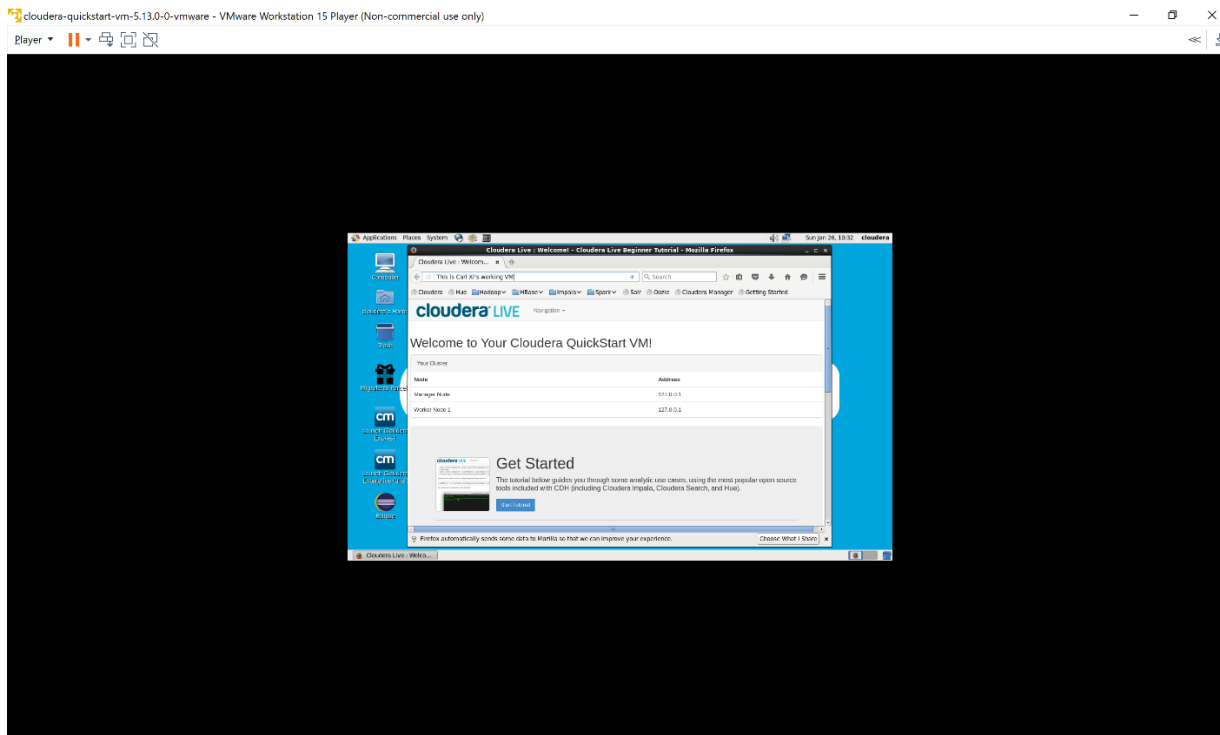 cloudera-quickstart-vm-5.13.0-0-vmware - VMware Workstation 15 Player (Non-commercial use only)
Player
Applications Places System Sun Jan 26, 10:32 cloudera
Cloudera Live : Welcome! - Cloudera Live Beginner Tutorial - Mozilla Firefox
Cloudera Live : Welcom...
This is Carl Xi's working VM
Search
Cloudera Hue Hadoop HBase Impala Spark Solr Oozie Cloudera Manager Getting Started
cloudera LIVE Navigation
Computer
cloudera's Home
Trash
Welcome to Your Cloudera QuickStart VM!
Your Cluster
Node Address
Manager Node 127.0.0.1
Worker Node 1 127.0.0.1
cm
cm
Eclipse
Get Started
The tutorial below guides you through some analytic use cases, using the most popular open source
tools included with CDH (including Cloudera Impala, Cloudera Search, and Hue).
Start Tutorial
Firefox automatically sends some data to Mozilla so that we can improve your experience. Choose What I Share
Cloudera Live : Welco...